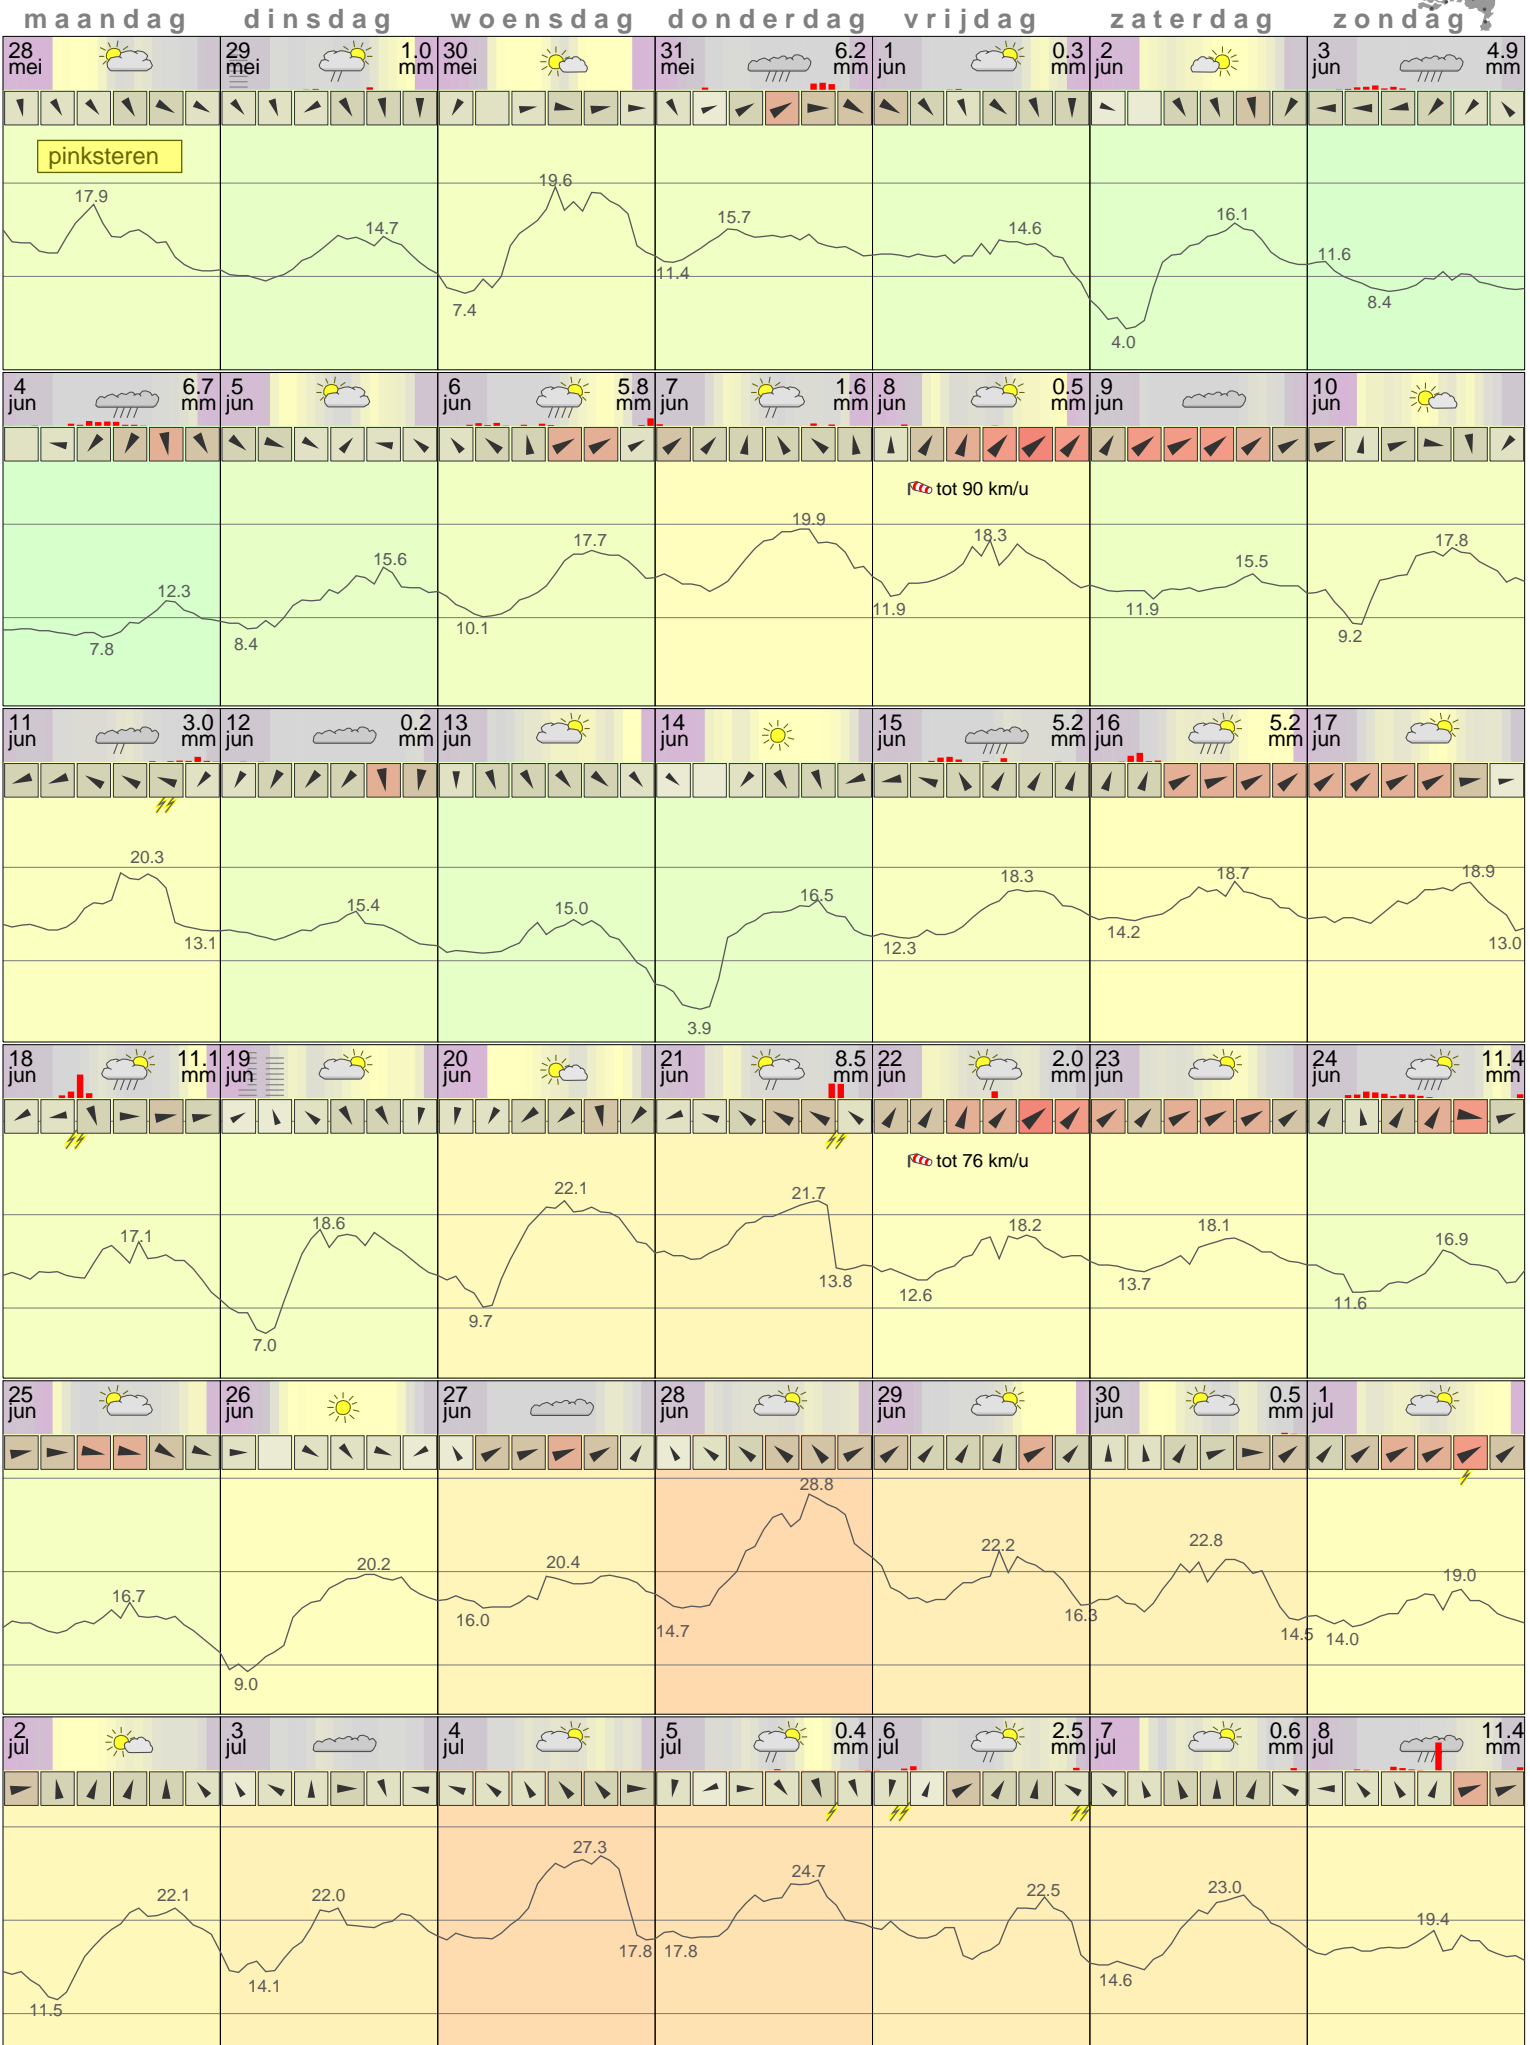 maandag dinsdag woensdag donderdag vrijdag zaterdag zondag
28 mei
29 mei 1.0 mm
30 mei
31 mei 6.2 mm
1 jun 0.3 mm
2 jun
3 jun 4.9 mm
pinksteren
17.9
14.7
7.4 19.6
11.4 15.7
14.6
4.0 16.1
11.6 8.4
4 jun 6.7 mm
5 jun
6 jun 5.8 mm
7 jun 1.6 mm
8 jun 0.5 mm
9 jun
10 jun
tot 90 km/u
7.8 12.3
8.4 15.6
10.1 17.7
19.9
11.9 18.3
11.9 15.5
9.2 17.8
11 jun 3.0 mm
12 jun 0.2 mm
13 jun
14 jun
15 jun 5.2 mm
16 jun 5.2 mm
17 jun
20.3 13.1
15.4
15.0
3.9 16.5
12.3 18.3
14.2 18.7
18.9 13.0
18 jun 11.1 mm
19 jun
20 jun
21 jun 8.5 mm
22 jun 2.0 mm
23 jun
24 jun 11.4 mm
tot 76 km/u
17.1
7.0 18.6
9.7 22.1
21.7 13.8
12.6 18.2
13.7 18.1
11.6 16.9
25 jun
26 jun
27 jun
28 jun
29 jun
30 jun 0.5 mm
1 jul
16.7
9.0 20.2
16.0 20.4
14.7 28.8
22.2 16.3
22.8 14.5
14.0 19.0
2 jul
3 jul
4 jul
5 jul 0.4 mm
6 jul 2.5 mm
7 jul 0.6 mm
8 jul 11.4 mm
11.5 22.1
14.1 22.0
27.3 17.8
17.8 24.7
22.5
14.6 23.0
19.4